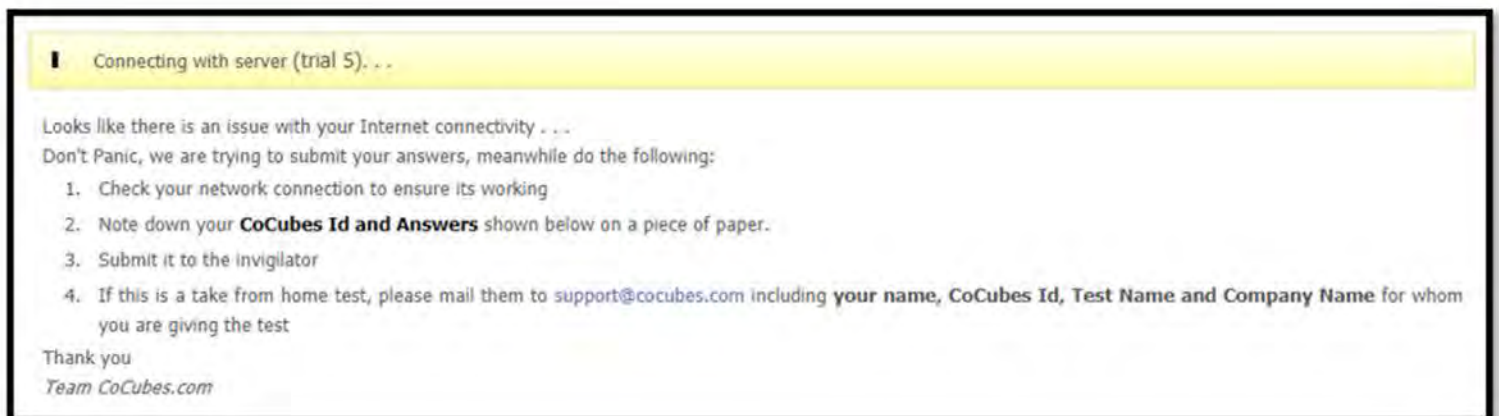 Connecting with server (trial 5). . .
Looks like there is an issue with your Internet connectivity . . .
Don't Panic, we are trying to submit your answers, meanwhile do the following:
1. Check your network connection to ensure its working
2. Note down your CoCubes Id and Answers shown below on a piece of paper.
3. Submit it to the invigilator
4. If this is a take from home test, please mail them to support@cocubes.com including your name, CoCubes Id, Test Name and Company Name for whom
you are giving the test
Thank you
Team CoCubes.com